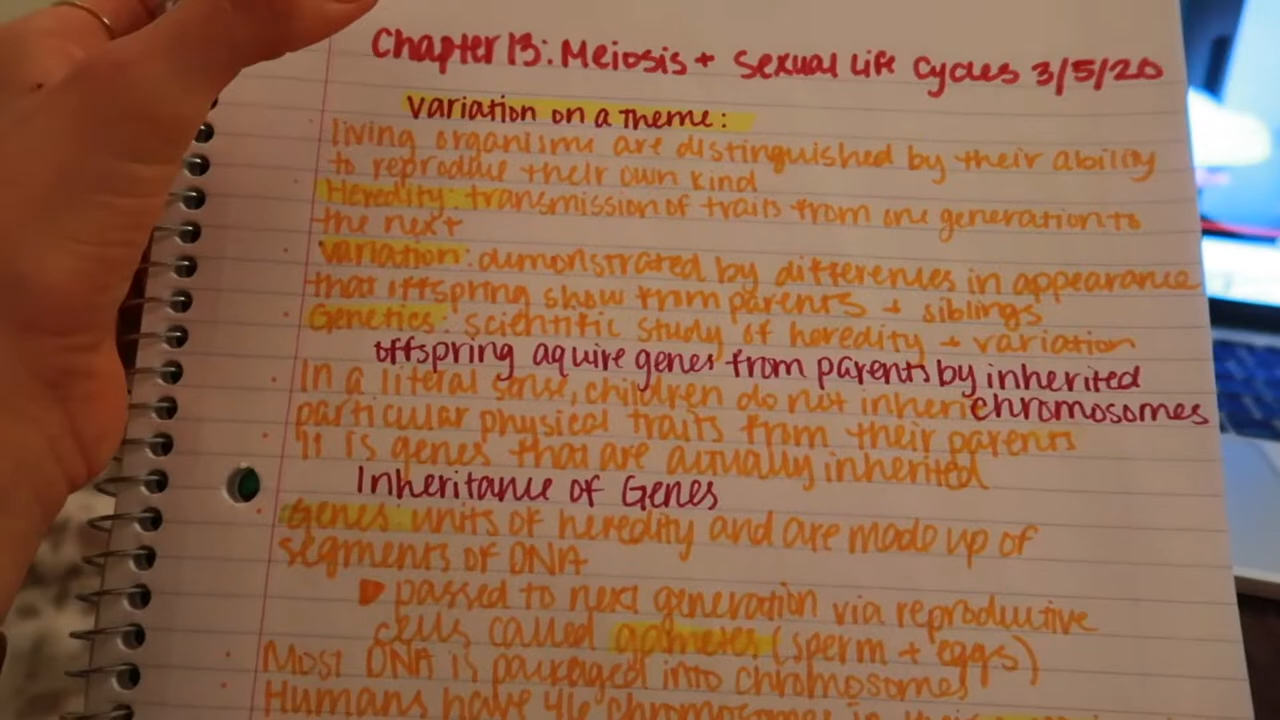 Chapter 13: Meiosis + Sexual Life Cycles 3/5/20
Variation on a Theme:
living organisms are distinguished by their ability
to reproduce their own kind
Heredity: transmission of traits from one generation to
the next
Variation: demonstrated by differences in appearance
that offspring show from parents + siblings
Genetics: scientific study of heredity + variation
offspring aquire genes from parents by inherited
chromosomes
In a literal sense, children do not inherit
particular physical traits from their parents
It is genes that are actually inherited
Inheritance of Genes
Genes: units of heredity and are made up of
segments of DNA
passed to next generation via reproductive
cells called gametes (sperm + eggs)
Most DNA is packaged into chromosomes
Humans have 46 chromosomes in their